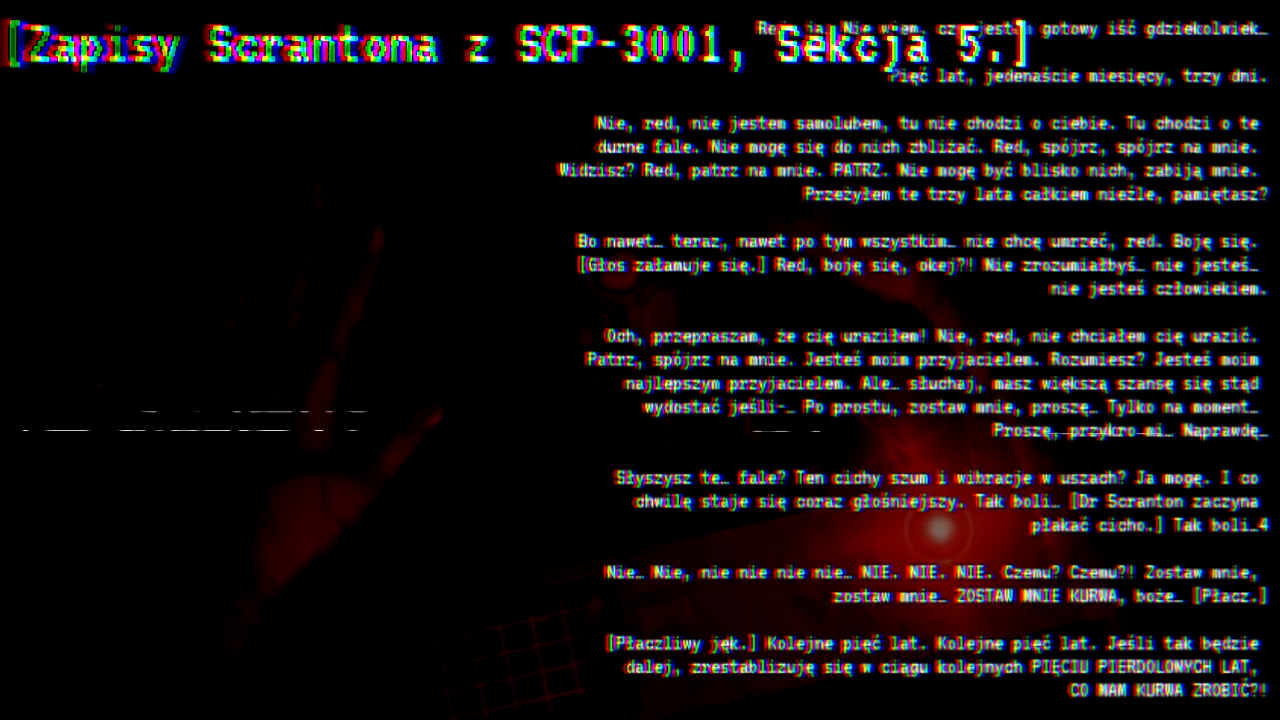 [Zapisy Scrantona z SCP-3001, Sekcja 5.]
Red, ja… Nie wiem, czy jestem gotowy iść gdziekolwiek…
Pięć lat, jedenaście miesięcy, trzy dni.
Nie, red, nie jestem samolubem, tu nie chodzi o ciebie. Tu chodzi o te
durne fale. Nie mogę się do nich zbliżać. Red, spójrz, spójrz na mnie.
Widzisz? Red, patrz na mnie. PATRZ. Nie mogę być blisko nich, zabiją mnie.
Przeżyłem te trzy lata całkiem nieźle, pamiętasz?
Bo nawet… teraz, nawet po tym wszystkim… nie chcę umrzeć, red. Boję się.
[Głos załamuje się.] Red, boję się, okej?! Nie zrozumiałbyś… nie jesteś…
nie jesteś człowiekiem.
Och, przepraszam, że cię uraziłem! Nie, red, nie chciałem cię urazić.
Patrz, spójrz na mnie. Jesteś moim przyjacielem. Rozumiesz? Jesteś moim
najlepszym przyjacielem. Ale… słuchaj, masz większą szansę się stąd
wydostać jeśli-… Po prostu, zostaw mnie, proszę… Tylko na moment…
Proszę, przykro mi… Naprawdę…
Słyszysz te… fale? Ten cichy szum i wibracje w uszach? Ja mogę. I co
chwilę staje się coraz głośniejszy. Tak boli… [Dr Scranton zaczyna
płakać cicho.] Tak boli…4
Nie… Nie, nie nie nie nie… NIE. NIE. NIE. Czemu? Czemu?! Zostaw mnie,
zostaw mnie… ZOSTAW MNIE KURWA, boże… [Płacz.]
[Płaczliwy jęk.] Kolejne pięć lat. Kolejne pięć lat. Jeśli tak będzie
dalej, zrestablizuję się w ciągu kolejnych PIĘCIU PIERDOLONYCH LAT,
CO MAM KURWA ZROBIĆ?!